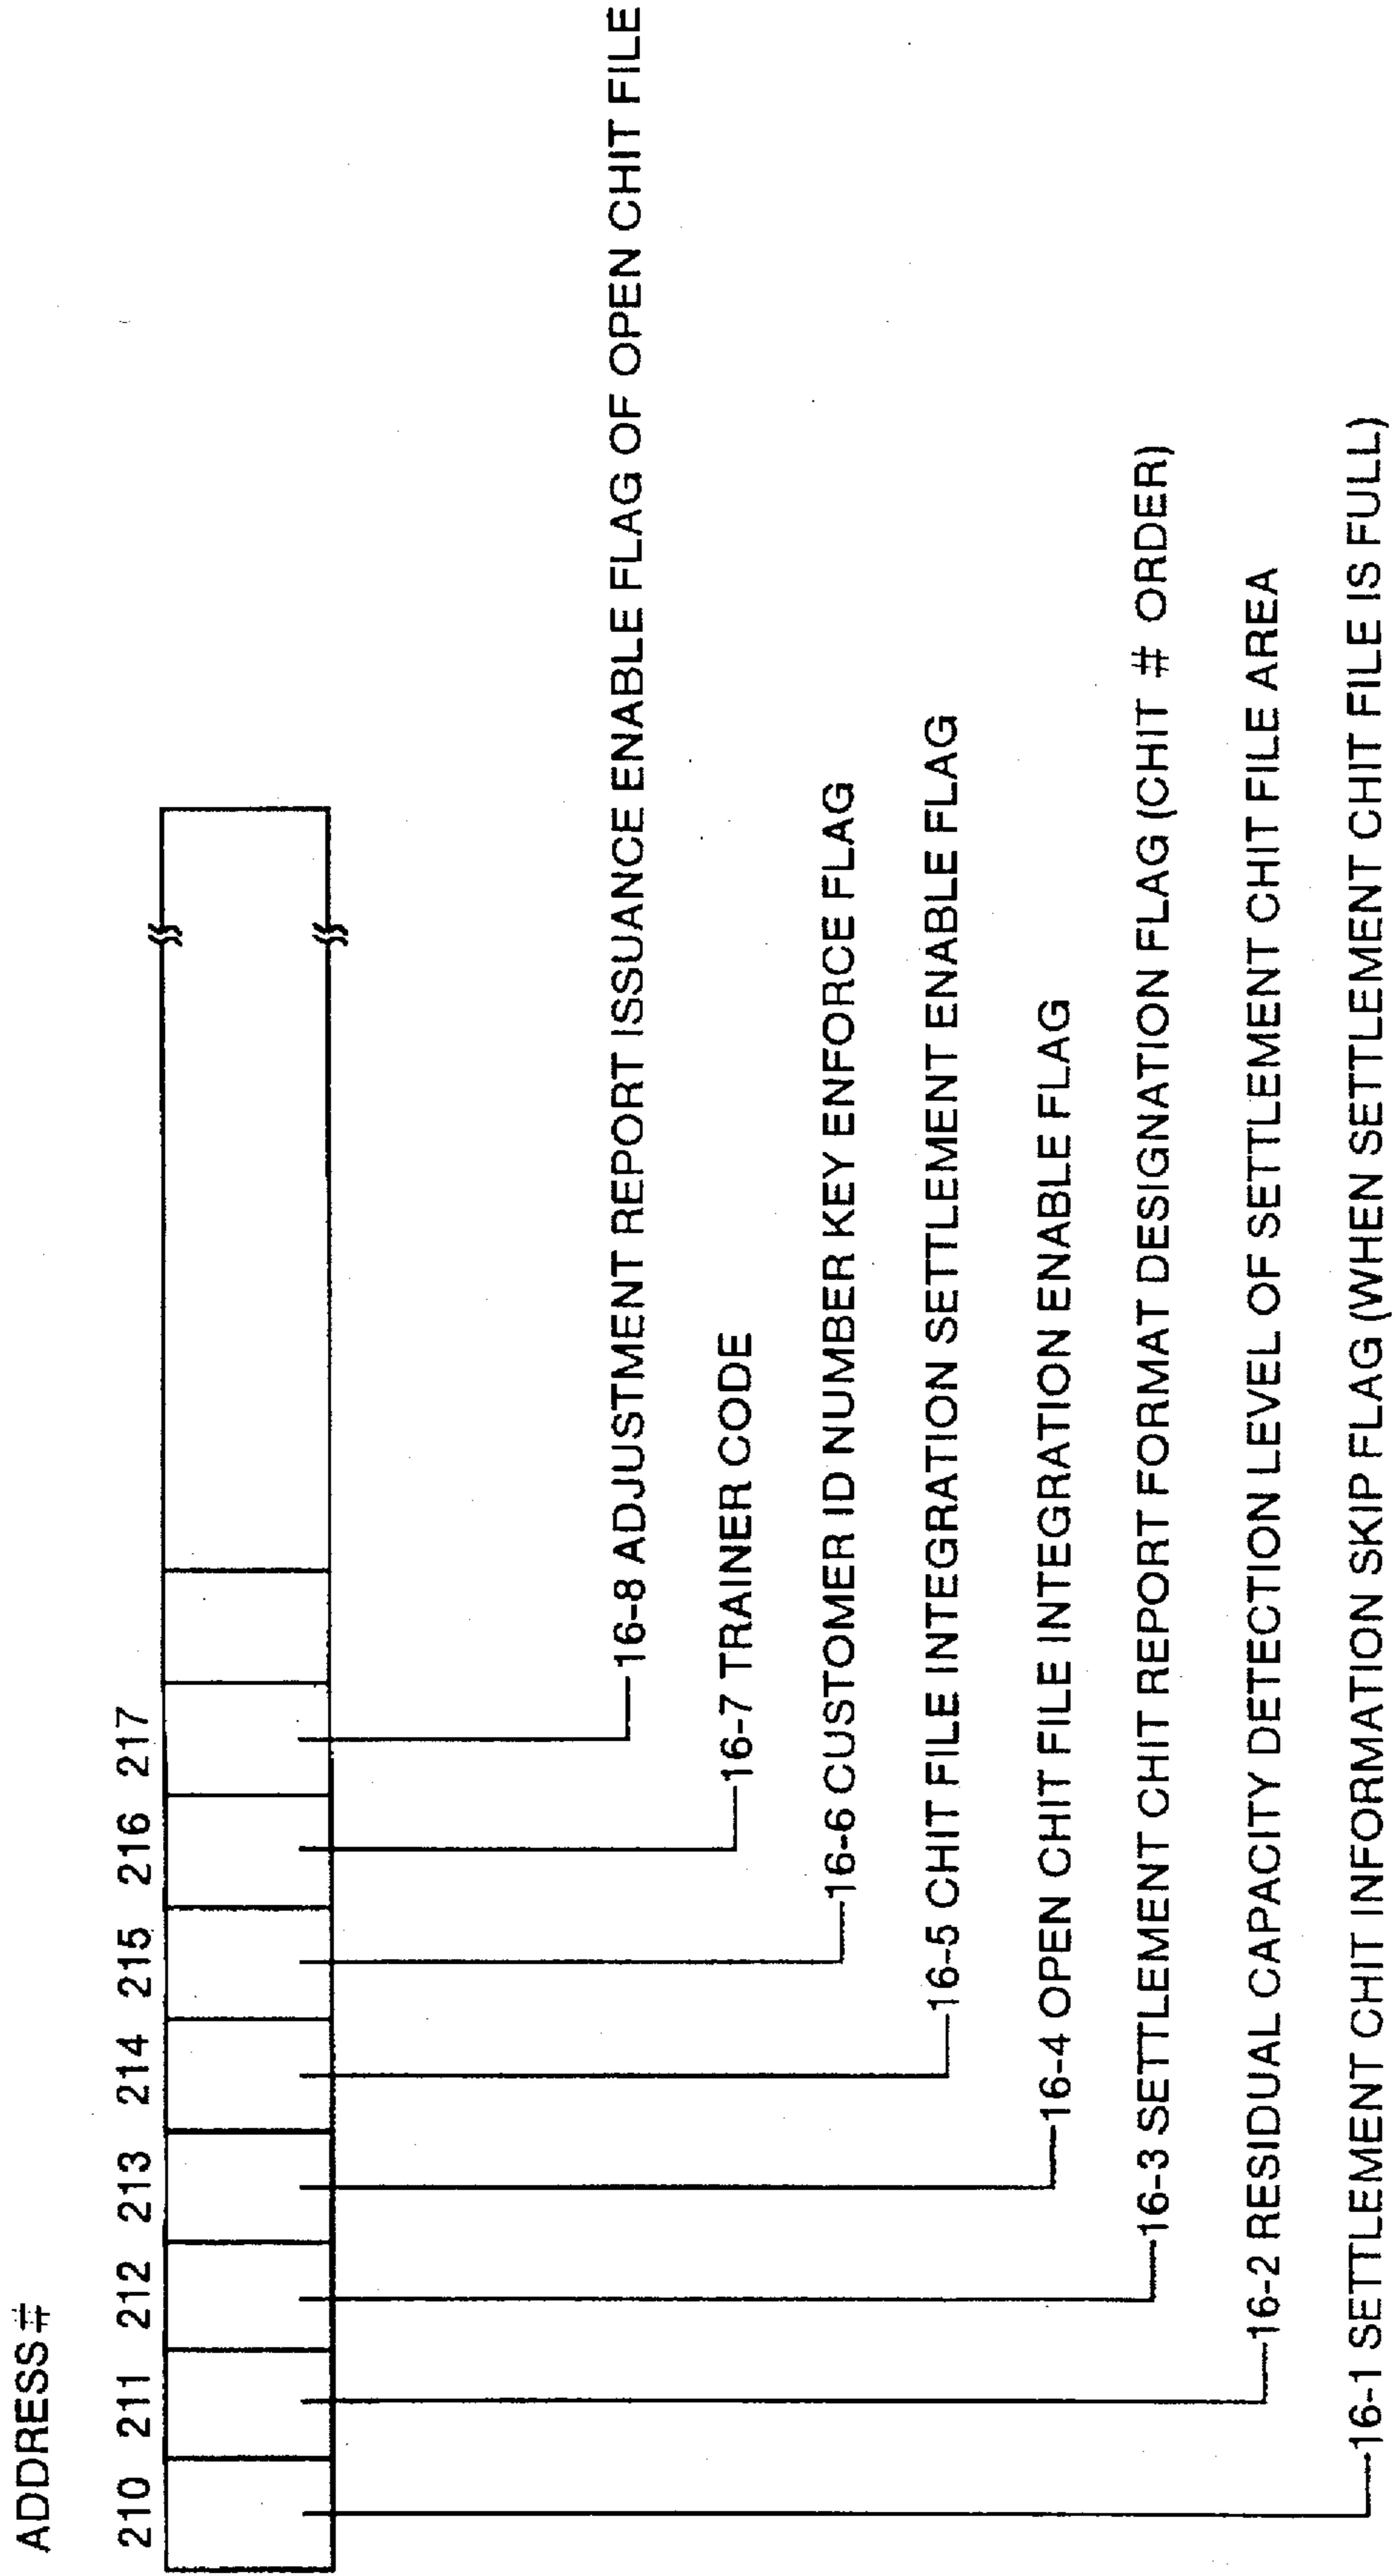 ADDRESS#
210 211 212 213 214 215 216 217
16-8 ADJUSTMENT REPORT ISSUANCE ENABLE FLAG OF OPEN CHIT FILE
16-7 TRAINER CODE
16-6 CUSTOMER ID NUMBER KEY ENFORCE FLAG
16-5 CHIT FILE INTEGRATION SETTLEMENT ENABLE FLAG
16-4 OPEN CHIT FILE INTEGRATION ENABLE FLAG
16-3 SETTLEMENT CHIT REPORT FORMAT DESIGNATION FLAG (CHIT # ORDER)
16-2 RESIDUAL CAPACITY DETECTION LEVEL OF SETTLEMENT CHIT FILE AREA
16-1 SETTLEMENT CHIT INFORMATION SKIP FLAG (WHEN SETTLEMENT CHIT FILE IS FULL)